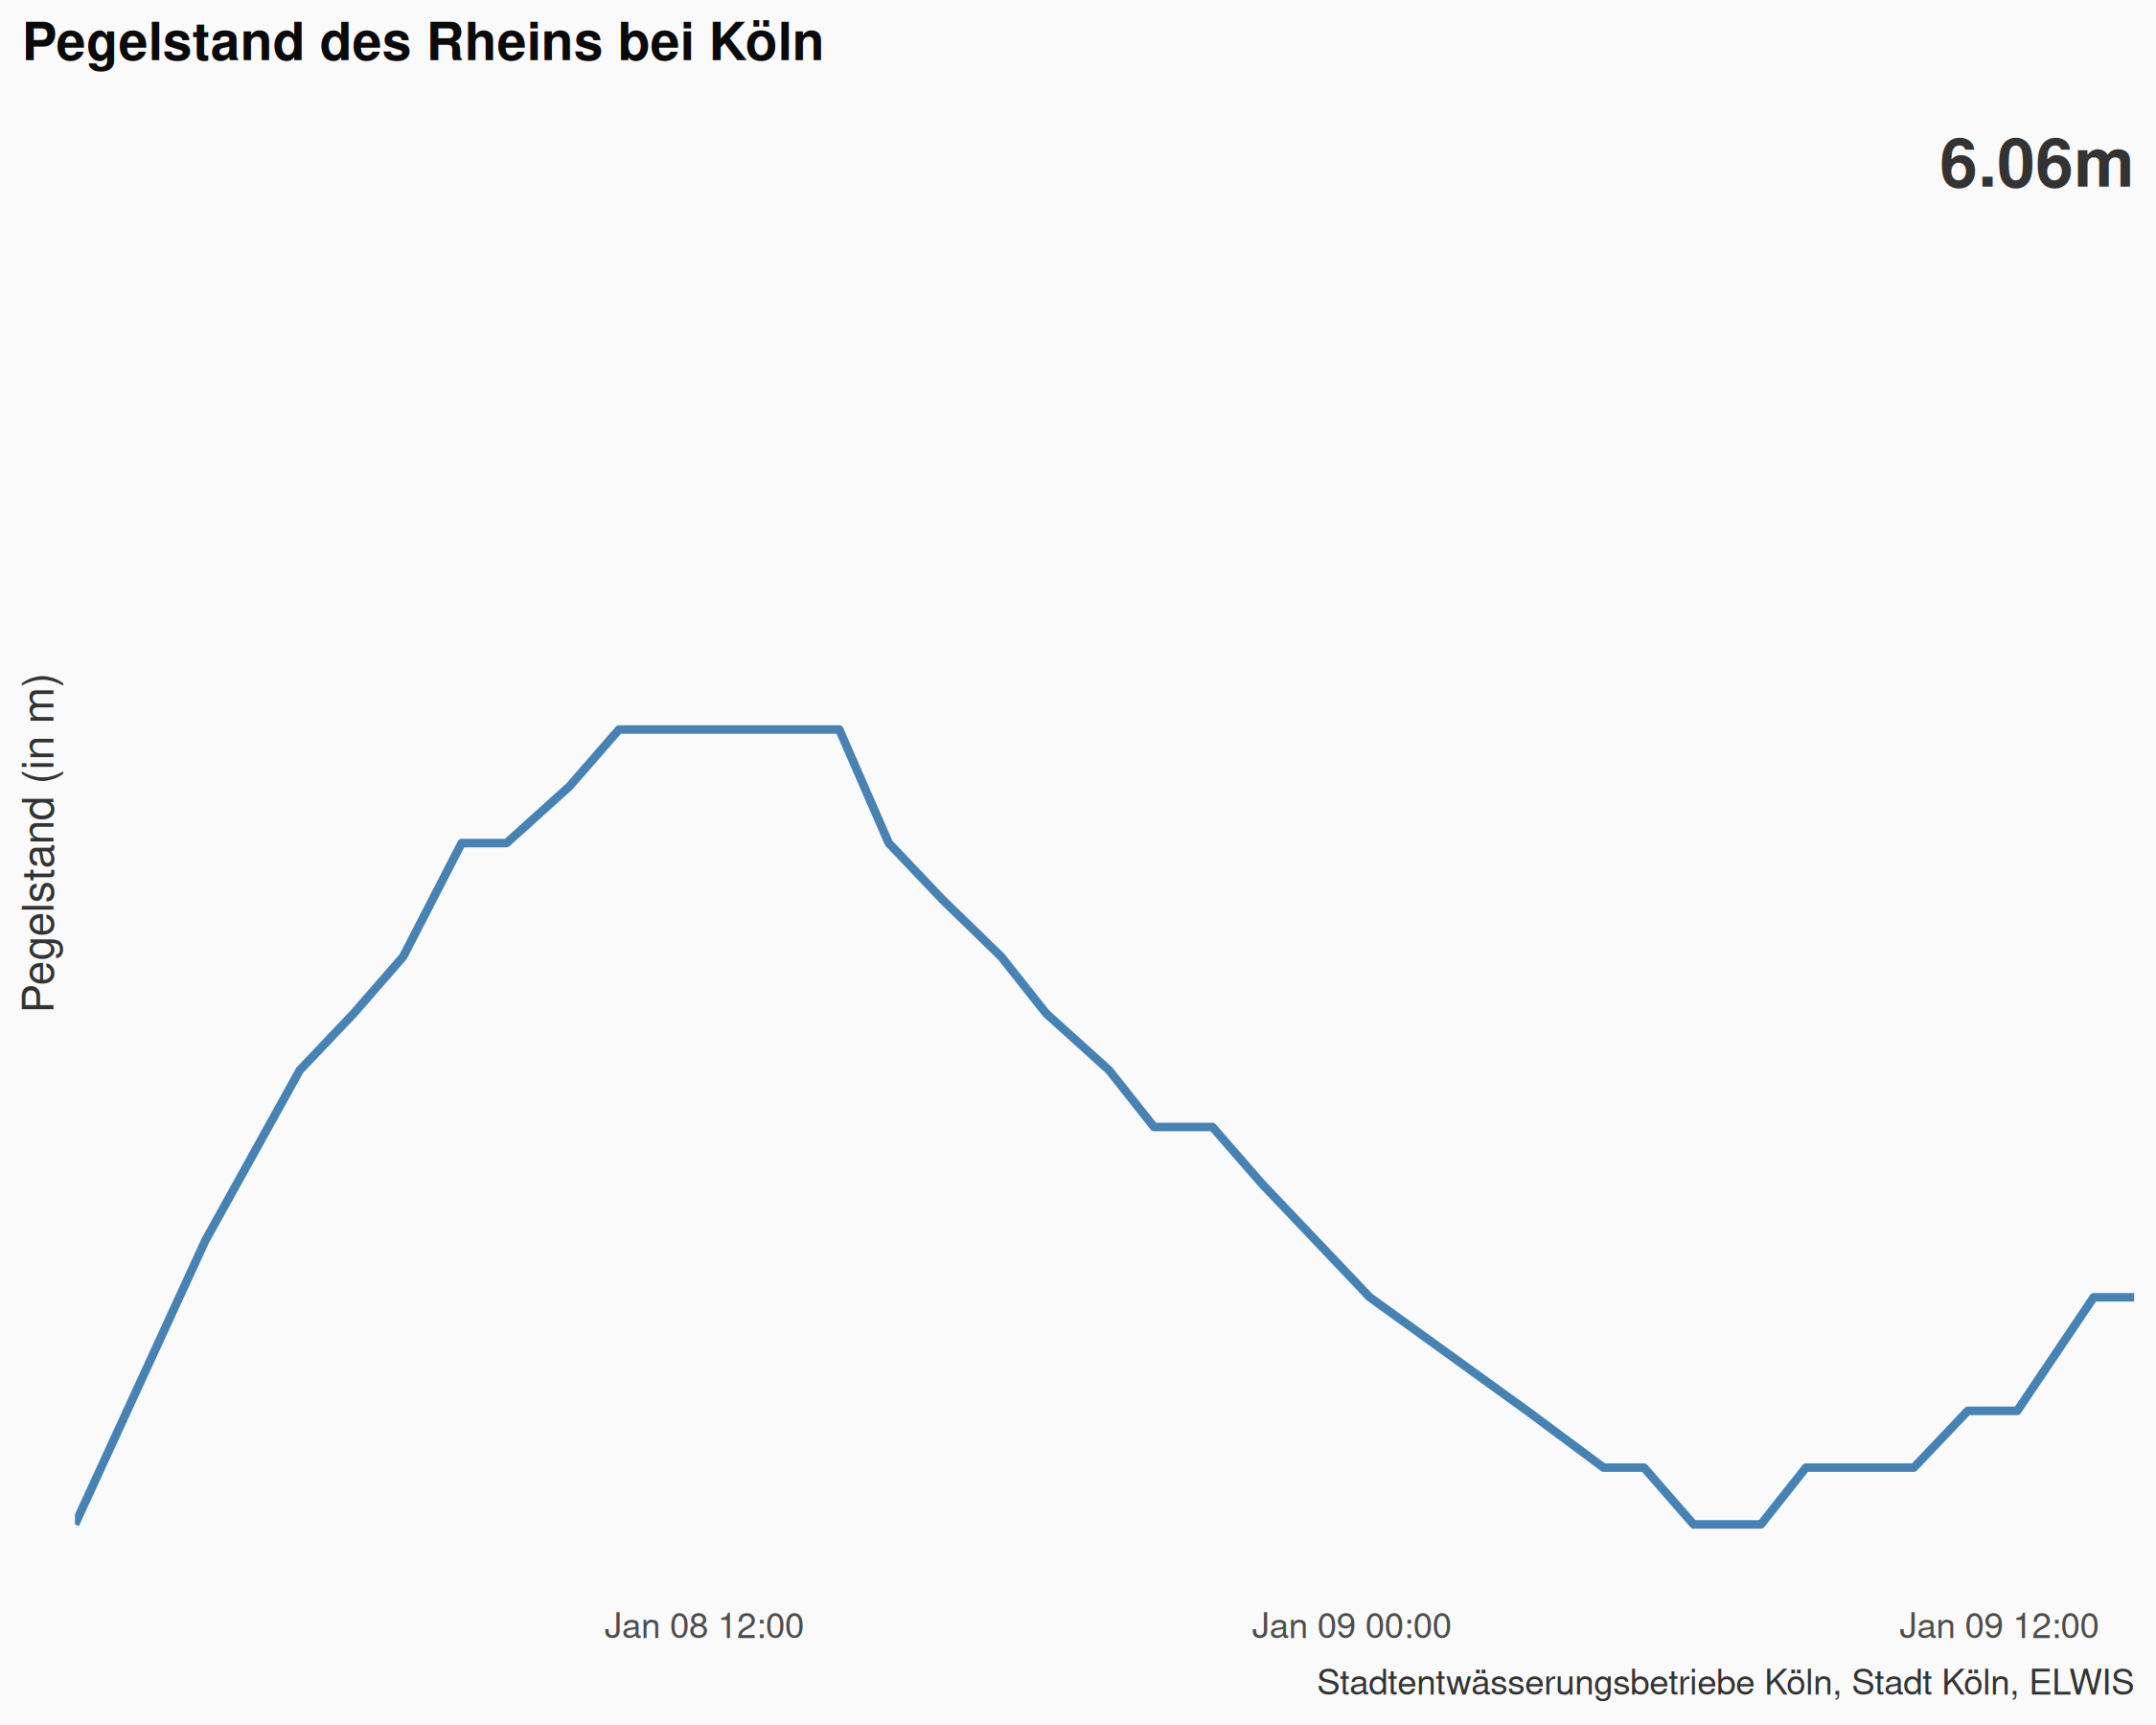 Pegelstand des Rheins bei Köln
6.06m
Pegelstand (in m)
Jan 08 12:00
Jan 09 00:00
Jan 09 12:00
Stadtentwässerungsbetriebe Köln, Stadt Köln, ELWIS